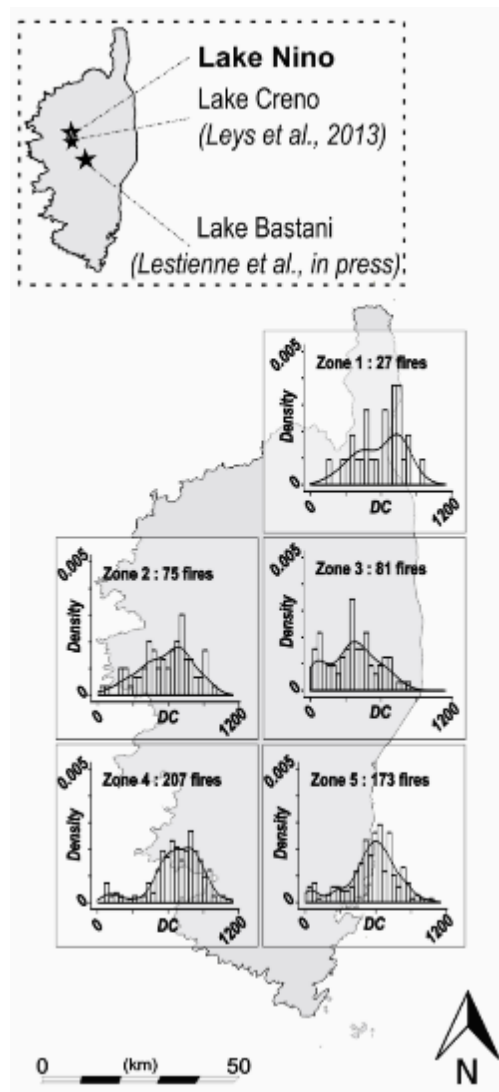 Lake Nino
Lake Creno
(Leys et al., 2013)
Lake Bastani
(Lestienne et al., in press)
0.005
Zone 1 : 27 fires
Density
0
0
DC
1200
0.005
Zone 2 : 75 fires
Density
0
0
DC
1200
0.005
Zone 3 : 81 fires
Density
0
0
DC
1200
0.005
Zone 4 : 207 fires
Density
0
0
DC
1200
0.005
Zone 5 : 173 fires
Density
0
0
DC
1200
0 (km) 50
N